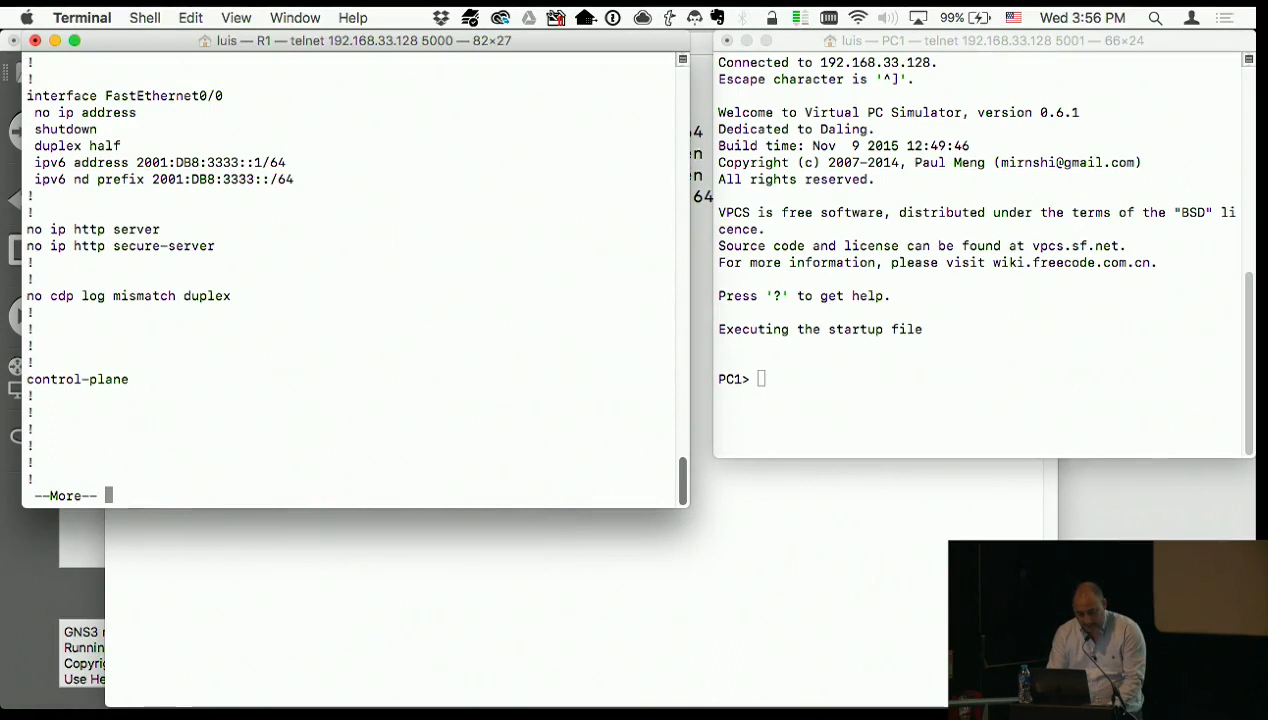 Terminal Shell Edit View Window Help
99% Wed 3:56 PM
luis — R1 — telnet 192.168.33.128 5000 — 82×27
!
!
interface FastEthernet0/0
no ip address
shutdown
duplex half
ipv6 address 2001:DB8:3333::1/64
ipv6 nd prefix 2001:DB8:3333::/64
!
!
no ip http server
no ip http secure-server
!
!
no cdp log mismatch duplex
!
!
!
!
control-plane
!
!
!
!
!
!
--More--
luis — PC1 — telnet 192.168.33.128 5001 — 66×24
Connected to 192.168.33.128.
Escape character is '^]'.
Welcome to Virtual PC Simulator, version 0.6.1
Dedicated to Daling.
Build time: Nov 9 2015 12:49:46
Copyright (c) 2007-2014, Paul Meng (mirnshi@gmail.com)
All rights reserved.
VPCS is free software, distributed under the terms of the "BSD" li
cence.
Source code and license can be found at vpcs.sf.net.
For more information, please visit wiki.freecode.com.cn.
Press '?' to get help.
Executing the startup file
PC1>
64
en
en
64
GNS3
Runnin
Copyrig
Use He